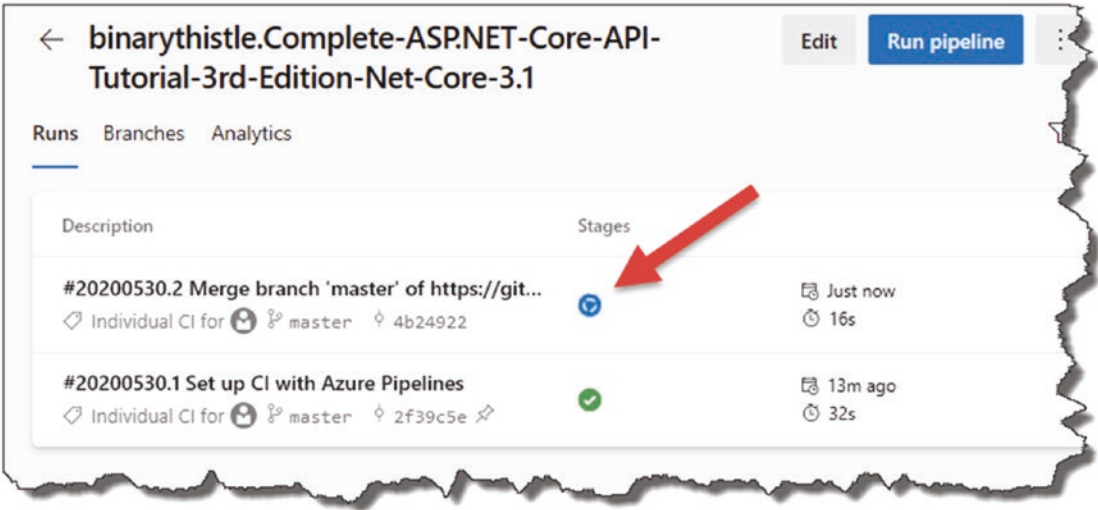 binarythistle.Complete-ASP.NET-Core-API-
Tutorial-3rd-Edition-Net-Core-3.1
Edit
Run pipeline
Runs Branches Analytics
Description
Stages
#20200530.2 Merge branch 'master' of https://git...
Just now
Individual CI for master 4b24922
16s
#20200530.1 Set up CI with Azure Pipelines
13m ago
Individual CI for master 2f39c5e
32s